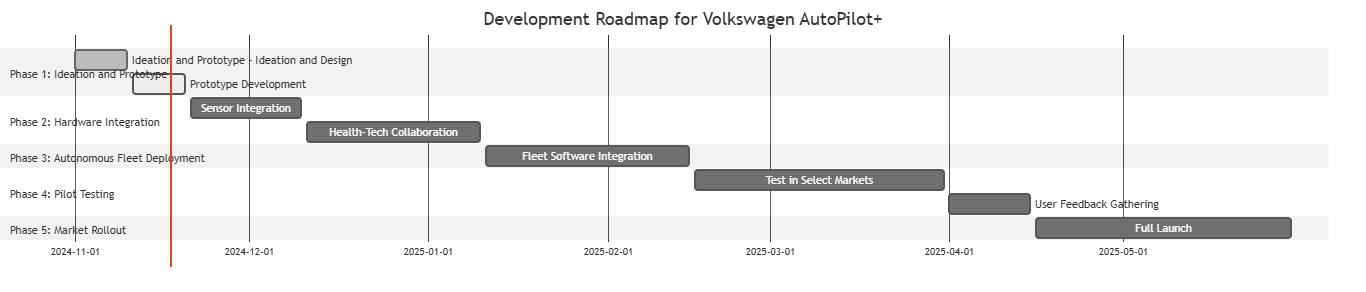 Development Roadmap for Volkswagen AutoPilot+
Ideation and Prototype - Ideation and Design
Phase 1: Ideation and Prototype
Prototype Development
Sensor Integration
Phase 2: Hardware Integration
Health-Tech Collaboration
Phase 3: Autonomous Fleet Deployment
Fleet Software Integration
Test in Select Markets
Phase 4: Pilot Testing
User Feedback Gathering
Phase 5: Market Rollout
Full Launch
2024-11-01 2024-12-01 2025-01-01 2025-02-01 2025-03-01 2025-04-01 2025-05-01